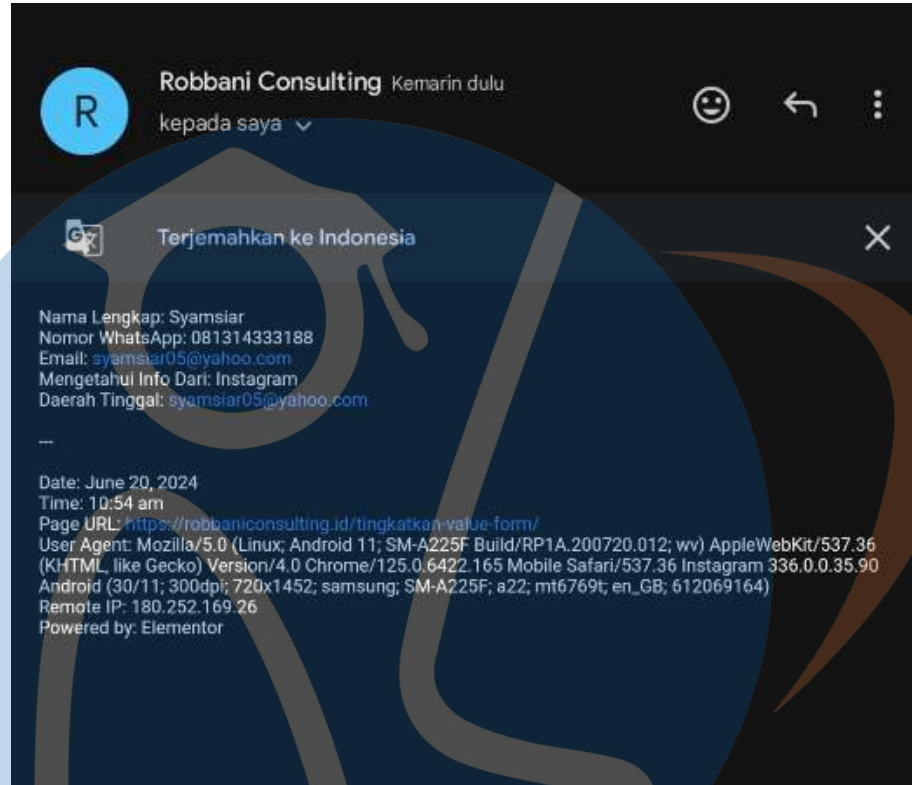 R
Robbani Consulting Kemarin dulu
kepada saya
Terjemahkan ke Indonesia
Nama Lengkap: Syamsiar
Nomor WhatsApp: 081314333188
Email: syamsiar05@yahoo.com
Mengetahui Info Dari: Instagram
Daerah Tinggal: syamsiar05@yahoo.com
---
Date: June 20, 2024
Time: 10:54 am
Page URL: https://robbaniconsulting.id/tingkatkan-value-form/
User Agent: Mozilla/5.0 (Linux; Android 11; SM-A225F Build/RP1A.200720.012; wv) AppleWebKit/537.36
(KHTML, like Gecko) Version/4.0 Chrome/125.0.6422.165 Mobile Safari/537.36 Instagram 336.0.0.35.90
Android (30/11; 300dpi; 720x1452; samsung; SM-A225F; a22; mt6769t; en_GB; 612069164)
Remote IP: 180.252.169.26
Powered by: Elementor